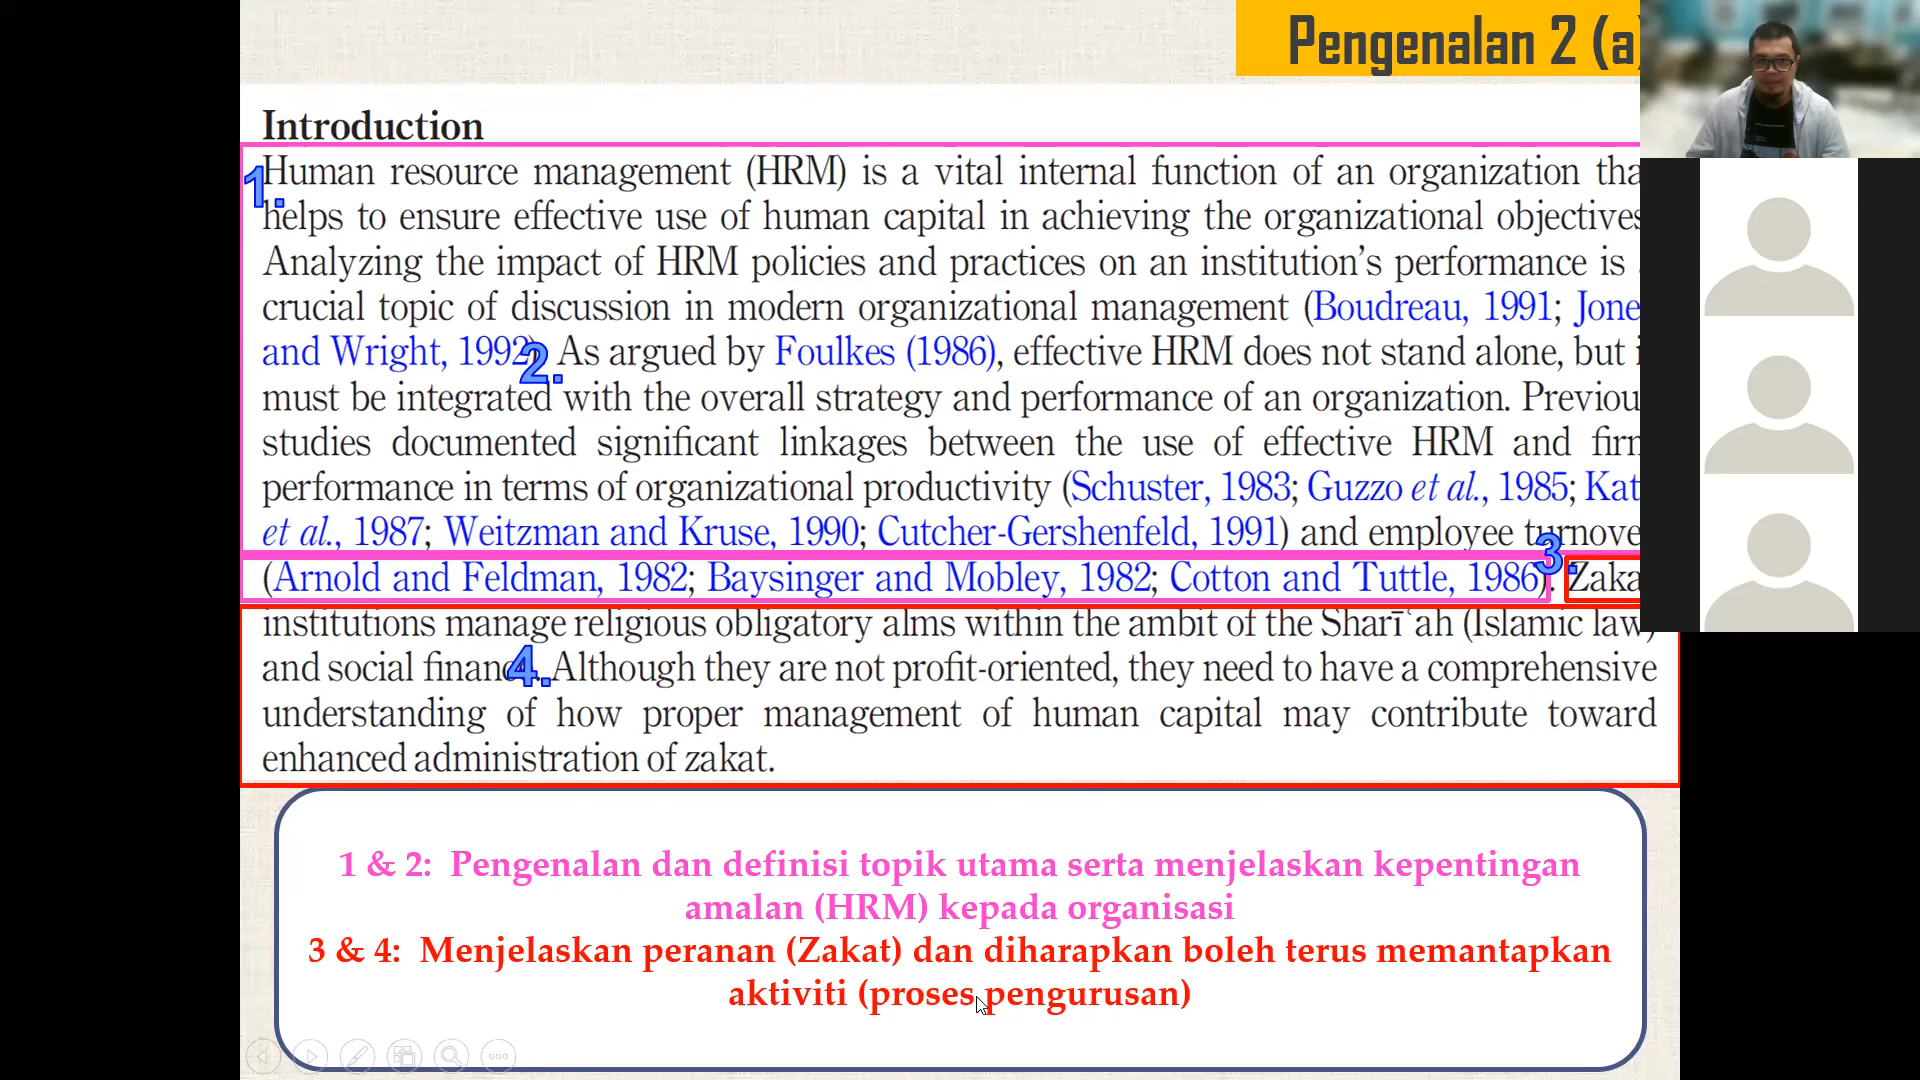 Pengenalan 2 (a
Introduction
1.
Human resource management (HRM) is a vital internal function of an organization tha
helps to ensure effective use of human capital in achieving the organizational objectives
Analyzing the impact of HRM policies and practices on an institution's performance is
crucial topic of discussion in modern organizational management (Boudreau, 1991; Jone
and Wright, 1992). 2. As argued by Foulkes (1986), effective HRM does not stand alone, but i
must be integrated with the overall strategy and performance of an organization. Previou
studies documented significant linkages between the use of effective HRM and firm
performance in terms of organizational productivity (Schuster, 1983; Guzzo et al., 1985; Kat
et al., 1987; Weitzman and Kruse, 1990; Cutcher-Gershenfeld, 1991) and employee turnove
(Arnold and Feldman, 1982; Baysinger and Mobley, 1982; Cotton and Tuttle, 1986). 3. Zaka
institutions manage religious obligatory alms within the ambit of the Sharīʿah (Islamic law)
and social finance. 4. Although they are not profit-oriented, they need to have a comprehensive
understanding of how proper management of human capital may contribute toward
enhanced administration of zakat.
1 & 2: Pengenalan dan definisi topik utama serta menjelaskan kepentingan
amalan (HRM) kepada organisasi
3 & 4: Menjelaskan peranan (Zakat) dan diharapkan boleh terus memantapkan
aktiviti (proses pengurusan)